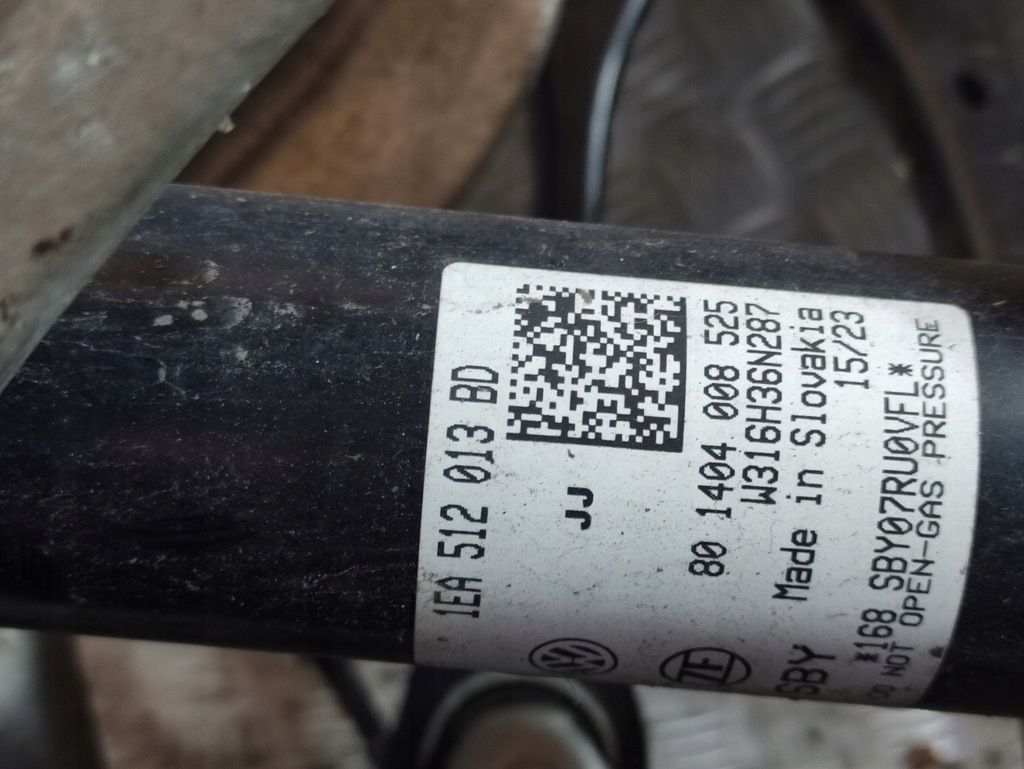 1EA 512 013 BD
JJ
80 1404 008 525
W316H36N287
ZF
Made in Slovakia
15/23
SBY
*168 SBY07RU0VFL*
DO NOT OPEN-GAS PRESSURE